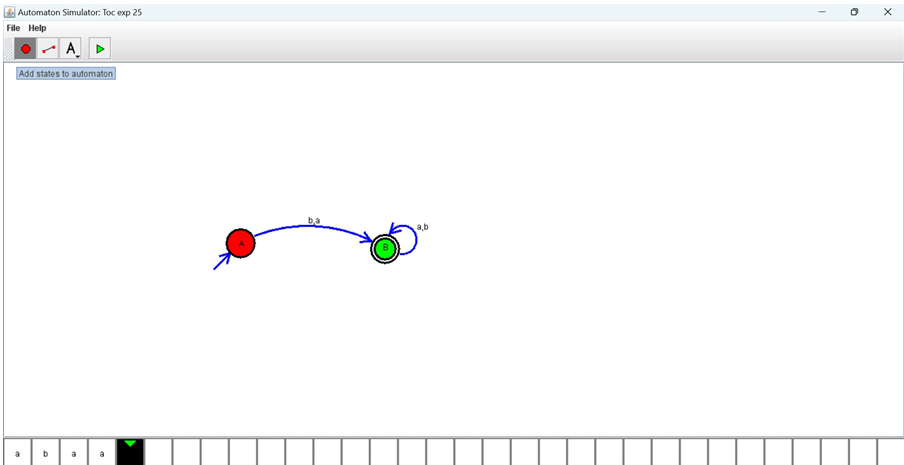 Automaton Simulator: Toc exp 25
File Help
A
Add states to automaton
b,a
a,b
A
B
a b a a